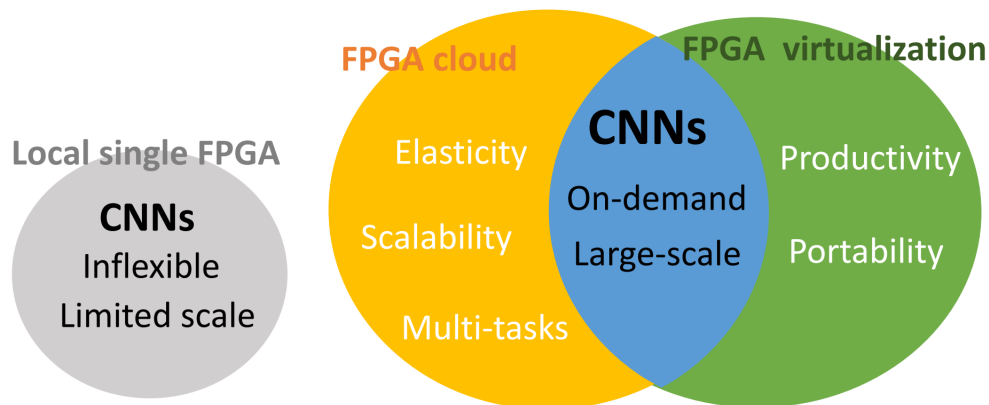 Local single FPGA
CNNs
Inflexible
Limited scale
FPGA cloud
Elasticity
Scalability
Multi-tasks
CNNs
On-demand
Large-scale
FPGA virtualization
Productivity
Portability